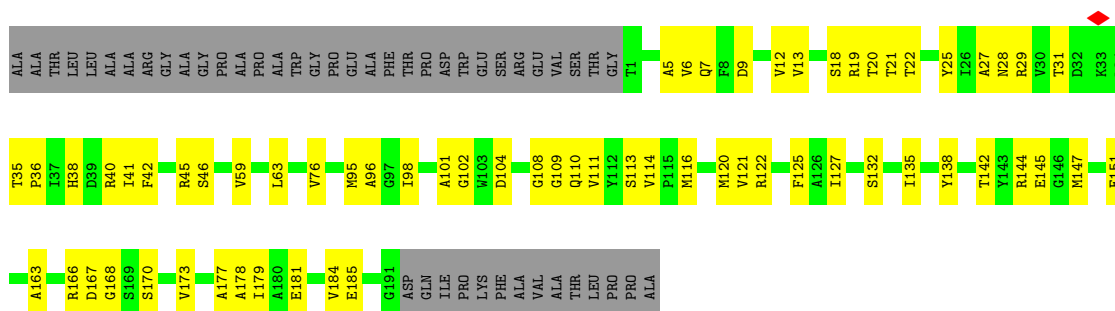 ALA ALA THR LEU LEU ALA ALA ARG GLY ALA GLY PRO ALA PRO ALA TRP GLY PRO GLU ALA PHE THR PRO ASP TRP GLU SER ARG GLU VAL SER THR GLY T1 A5 V6 Q7 F8 D9 V12 V13 S18 R19 T20 T21 T22 Y25 I26 A27 N28 R29 V30 T31 D32 K33
T35 P36 I37 H38 D39 R40 I41 F42 R45 S46 V59 L63 V76 M95 A96 G97 I98 A101 G102 W103 D104 G108 G109 Q110 V111 Y112 S113 V114 P115 M116 M120 V121 R122 F125 A126 I127 S132 I135 Y138 T142 Y143 R144 E145 G146 M147
A163 R166 D167 G168 S169 S170 V173 A177 A178 I179 A180 E181 V184 E185 G191 ASP GLN ILE PRO LYS PHE ALA VAL ALA THR LEU PRO PRO ALA